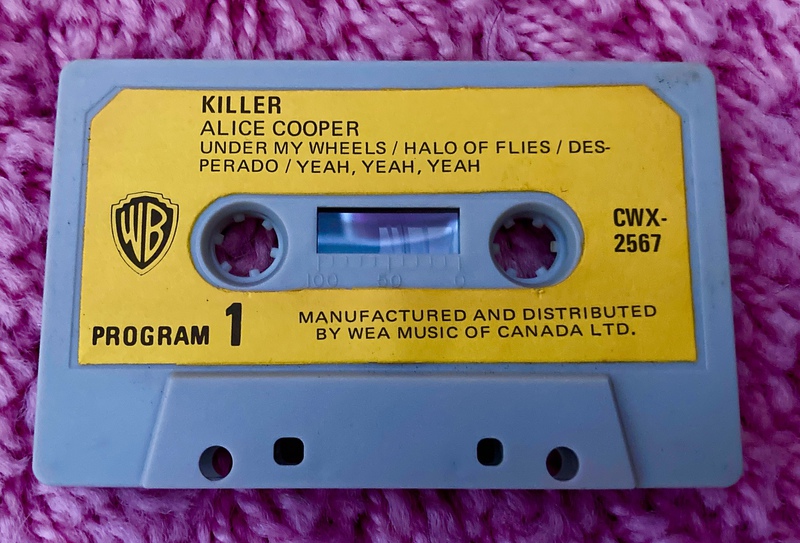 KILLER
ALICE COOPER
UNDER MY WHEELS / HALO OF FLIES / DES-
PERADO / YEAH, YEAH, YEAH
WB
CWX-
2567
100 50 0
PROGRAM 1
MANUFACTURED AND DISTRIBUTED
BY WEA MUSIC OF CANADA LTD.